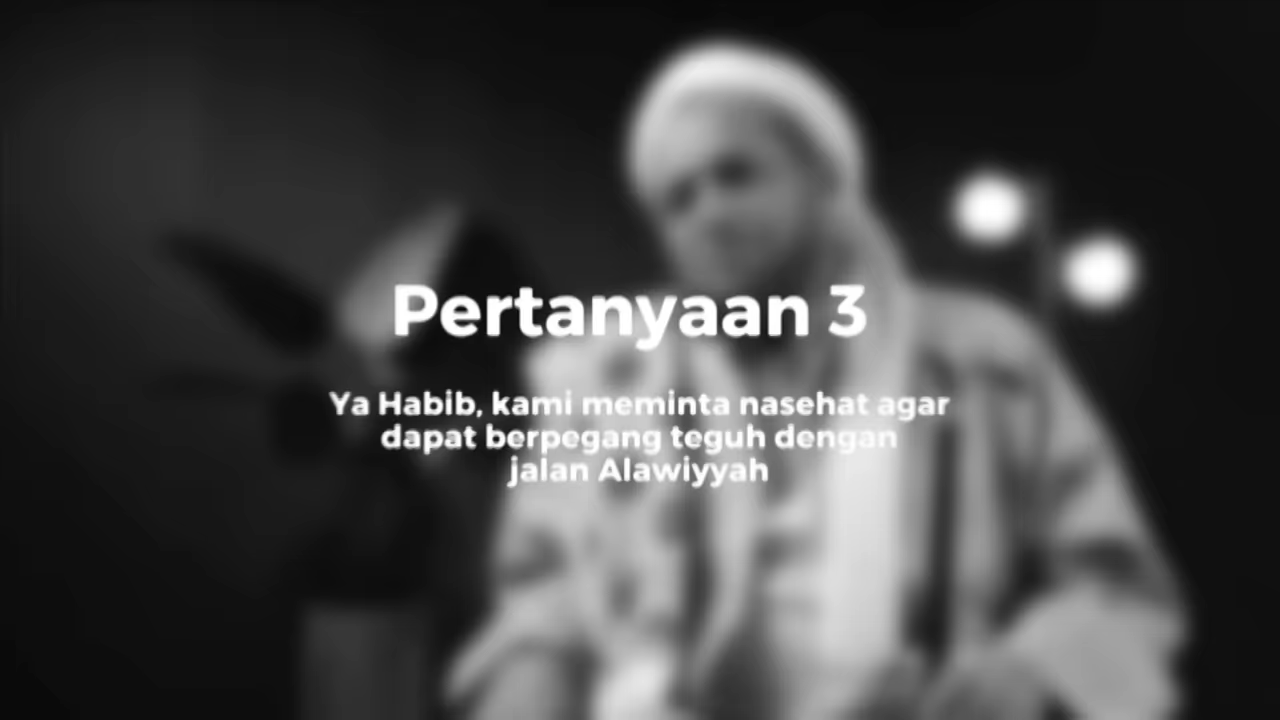 Pertanyaan 3
Ya Habib, kami meminta nasehat agar
dapat berpegang teguh dengan
jalan Alawiyyah